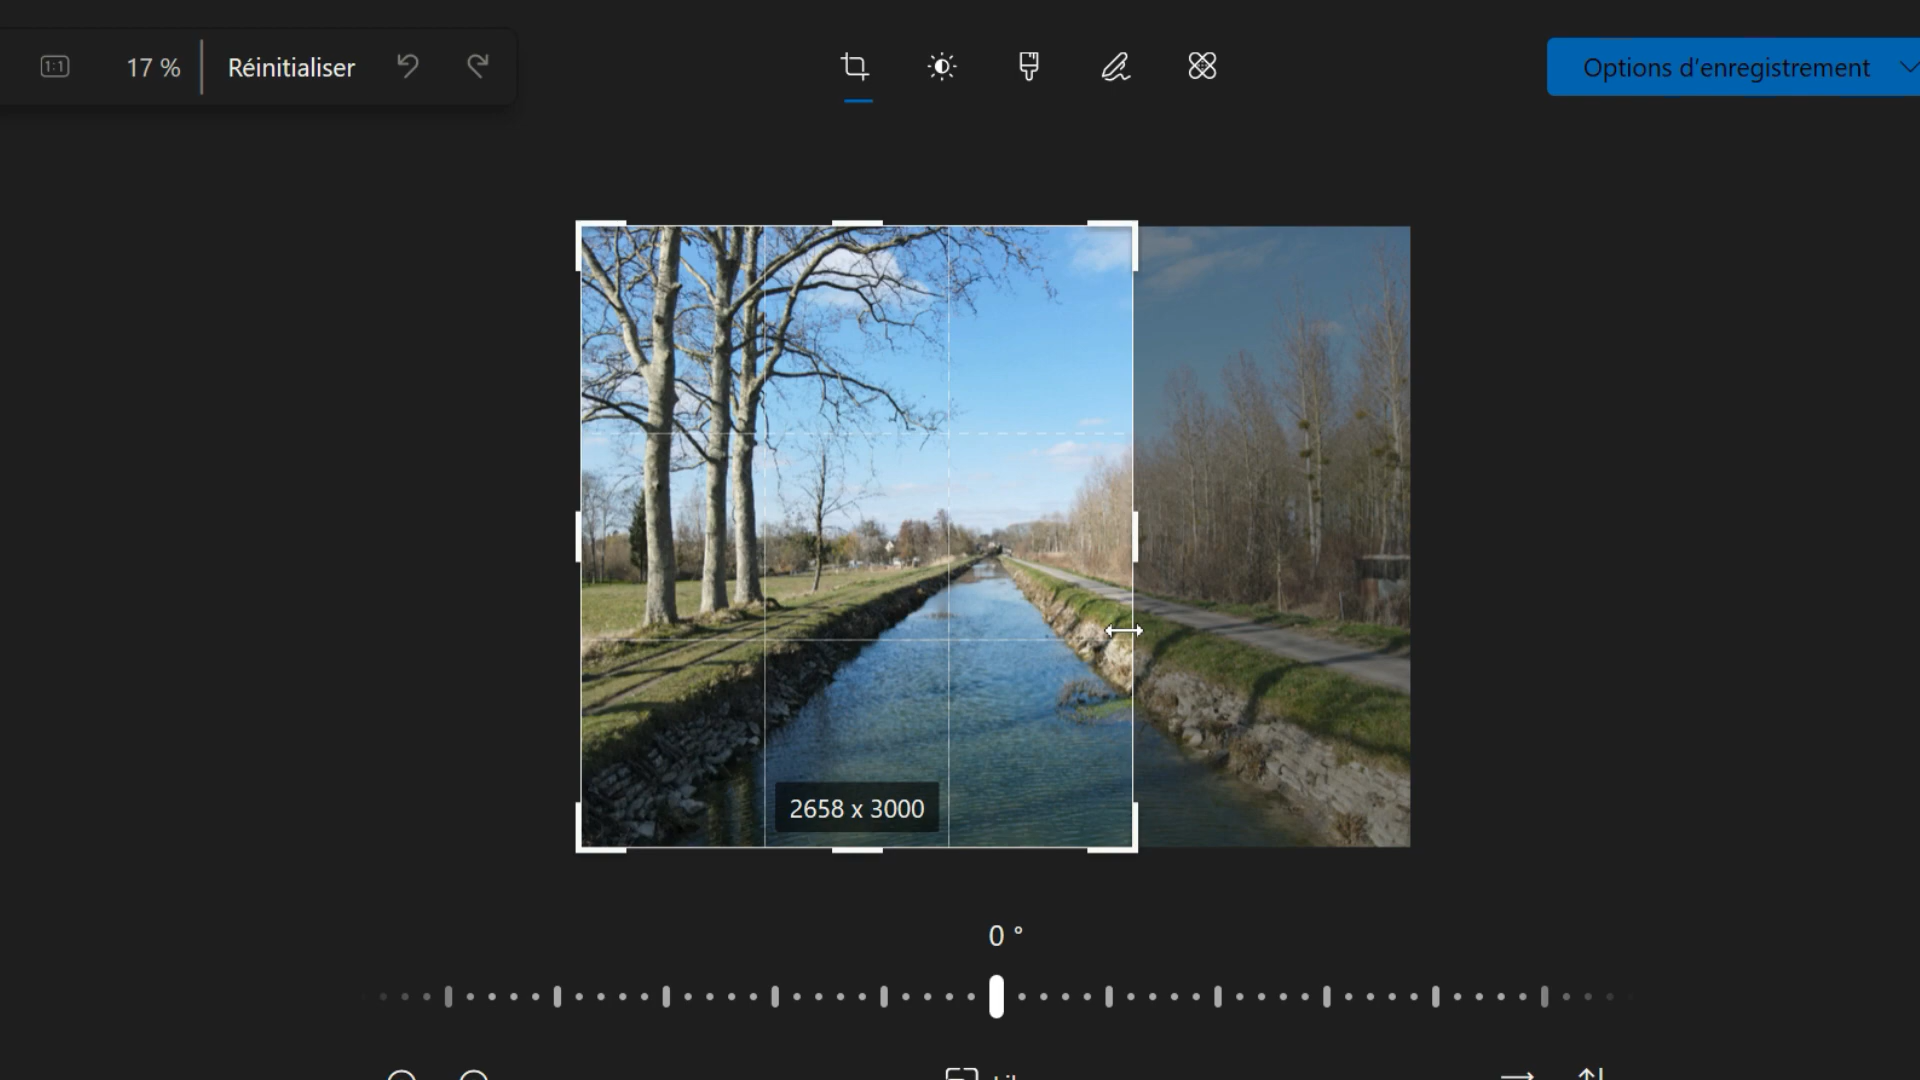 1:1
17 %
Réinitialiser
Options d’enregistrement
2658 x 3000
0 °